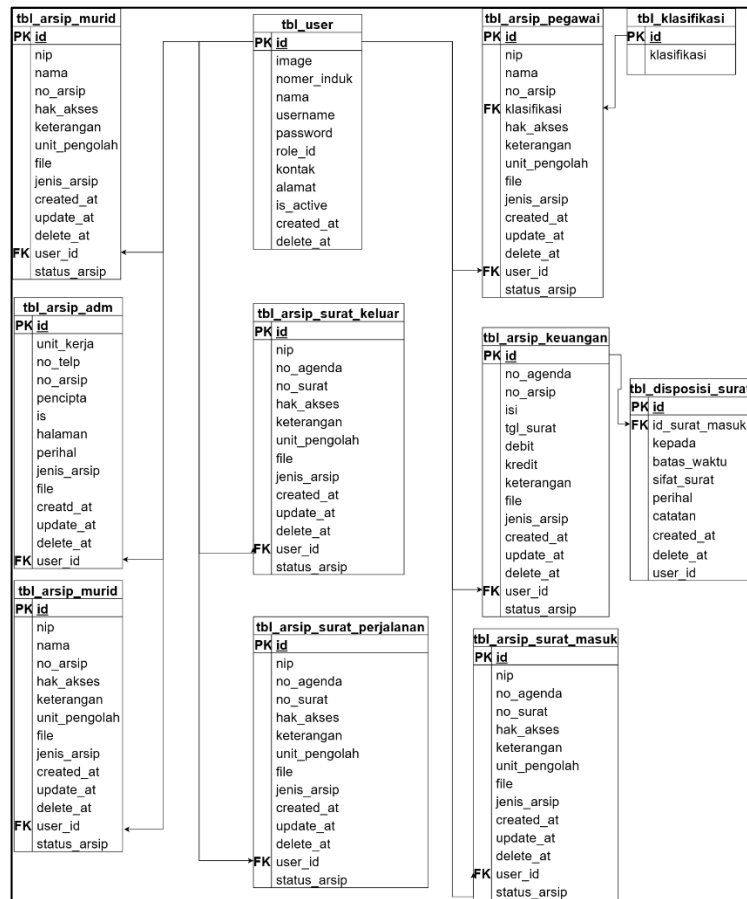 tbl_arsip_murid
PK id
nip
nama
no_arsip
hak_akses
keterangan
unit_pengolah
file
jenis_arsip
created_at
update_at
delete_at
FK user_id
status_arsip
tbl_user
PK id
image
nomer_induk
nama
username
password
role_id
kontak
alamat
is_active
created_at
delete_at
tbl_arsip_pegawai
PK id
nip
nama
no_arsip
FK klasifikasi
hak_akses
keterangan
unit_pengolah
file
jenis_arsip
created_at
update_at
delete_at
FK user_id
status_arsip
tbl_klasifikasi
PK id
klasifikasi
tbl_arsip_adm
PK id
unit_kerja
no_telp
no_arsip
pencipta
is
halaman
perihal
jenis_arsip
file
creatd_at
update_at
delete_at
FK user_id
tbl_arsip_surat_keluar
PK id
nip
no_agenda
no_surat
hak_akses
keterangan
unit_pengolah
file
jenis_arsip
created_at
update_at
delete_at
FK user_id
status_arsip
tbl_arsip_keuangan
PK id
no_agenda
no_arsip
isi
tgl_surat
debit
kredit
keterangan
file
jenis_arsip
created_at
update_at
delete_at
FK user_id
status_arsip
tbl_disposisi_surat
PK id
FK id_surat_masuk
kepada
batas_waktu
sifat_surat
perihal
catatan
created_at
delete_at
user_id
tbl_arsip_murid
PK id
nip
nama
no_arsip
hak_akses
keterangan
unit_pengolah
file
jenis_arsip
created_at
update_at
delete_at
FK user_id
status_arsip
tbl_arsip_surat_perjalanan
PK id
nip
no_agenda
no_surat
hak_akses
keterangan
unit_pengolah
file
jenis_arsip
created_at
update_at
delete_at
FK user_id
status_arsip
tbl_arsip_surat_masuk
PK id
nip
no_agenda
no_surat
hak_akses
keterangan
unit_pengolah
file
jenis_arsip
created_at
update_at
delete_at
FK user_id
status_arsip